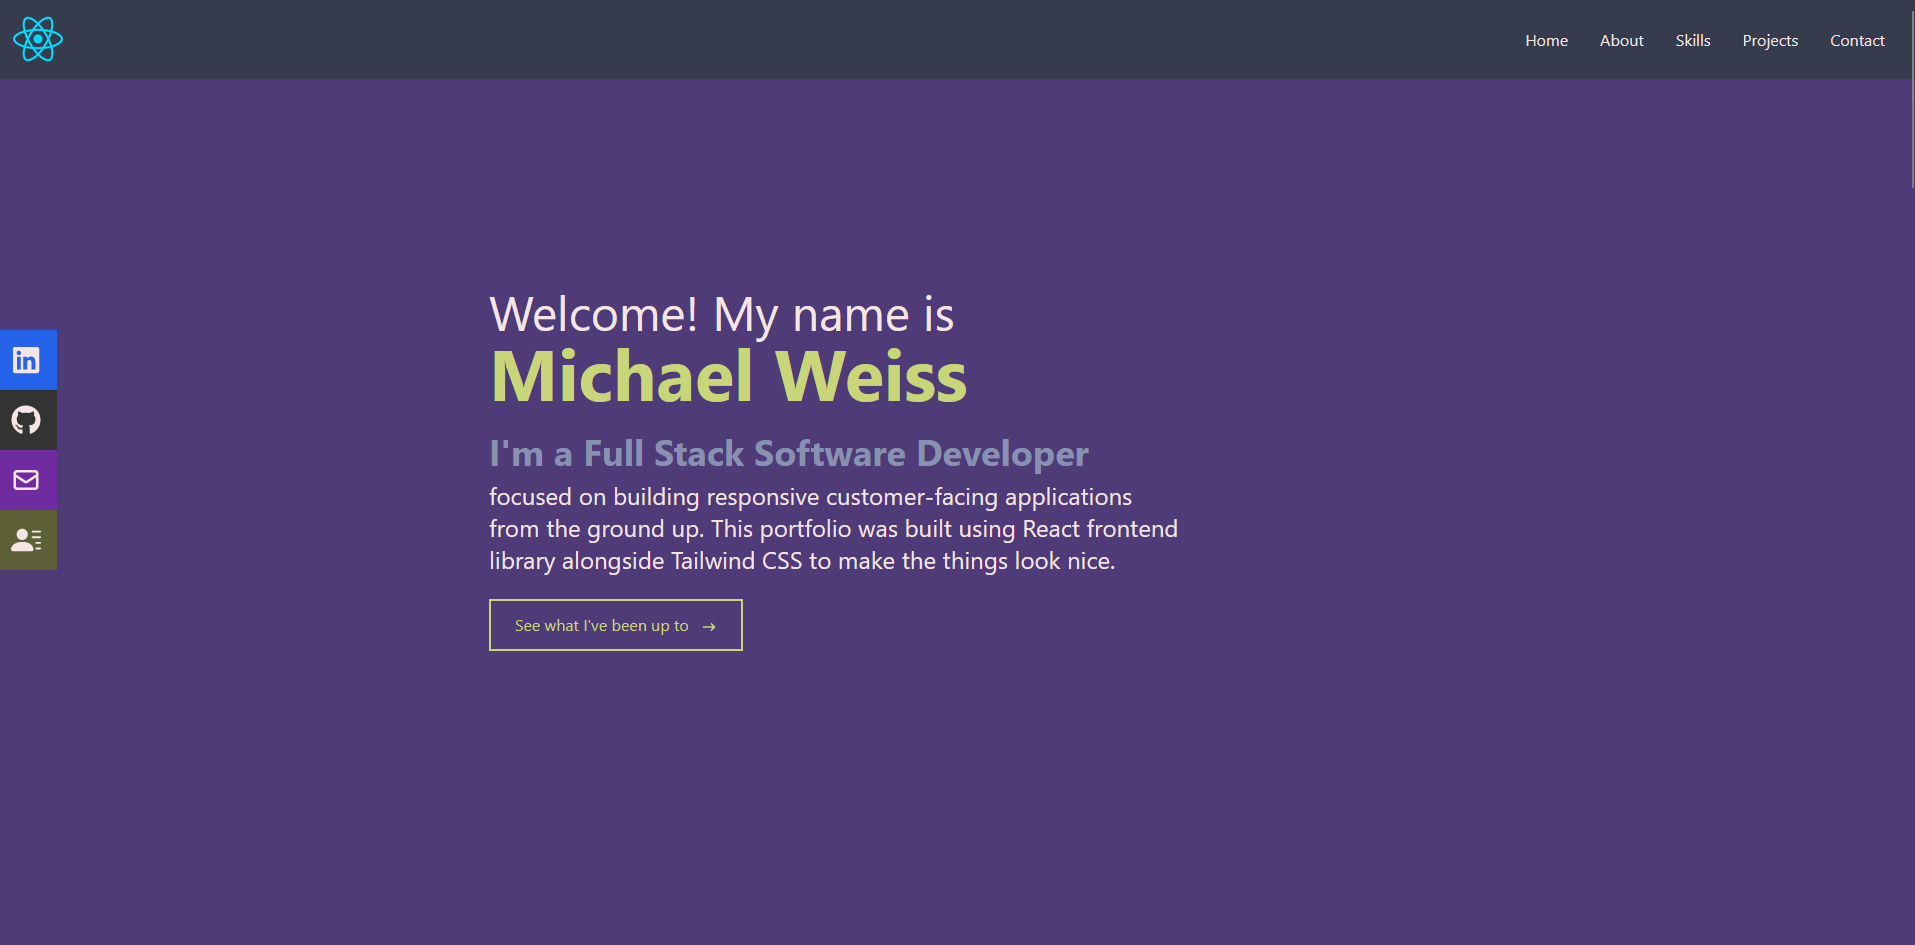 Home About Skills Projects Contact
Welcome! My name is
Michael Weiss
I'm a Full Stack Software Developer
focused on building responsive customer-facing applications
from the ground up. This portfolio was built using React frontend
library alongside Tailwind CSS to make the things look nice.
See what I've been up to →
in